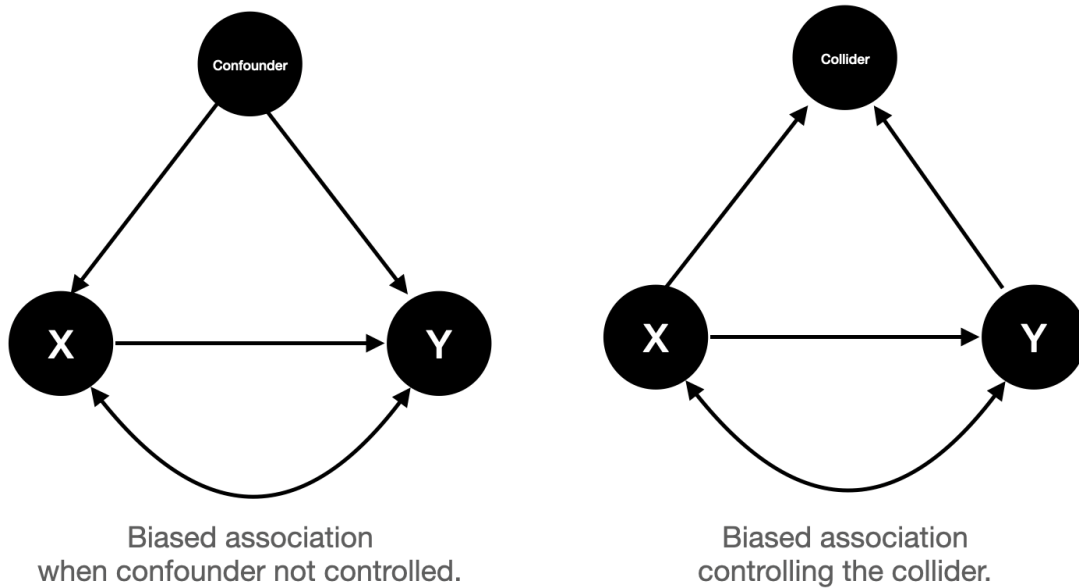 Confounder
X
Y
Biased association
when confounder not controlled.
Collider
X
Y
Biased association
controlling the collider.